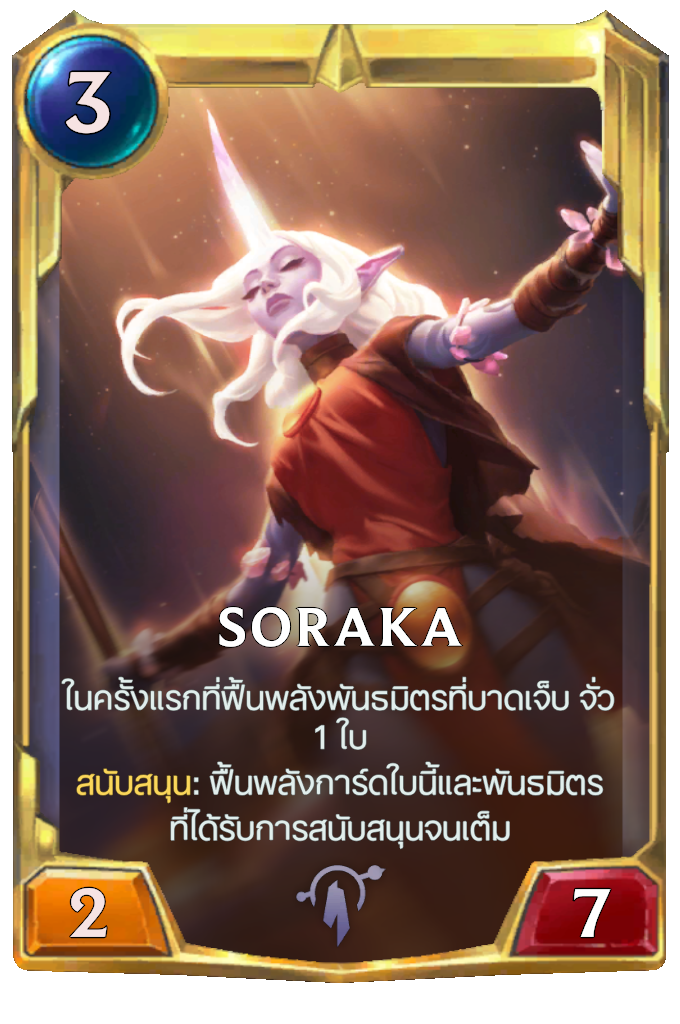 3
SORAKA
ในครั้งแรกที่ฟื้นพลังพันธมิตรที่บาดเจ็บ จั่ว
1 ใบ
สนับสนุน: ฟื้นพลังการ์ดใบนี้และพันธมิตร
ที่ได้รับการสนับสนุนจนเต็ม
2
7